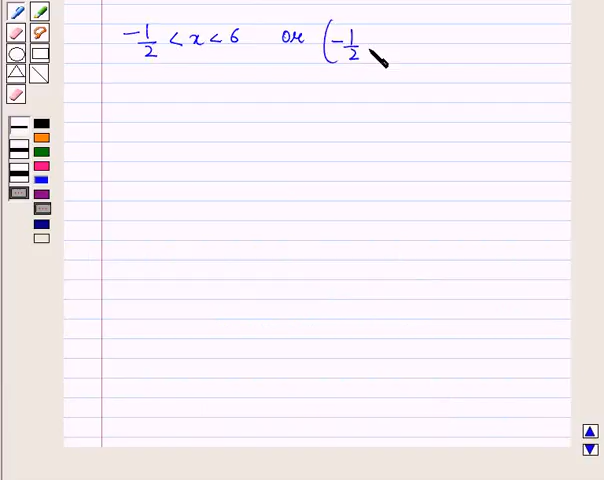 -1/2 < x < 6 or (-1/2